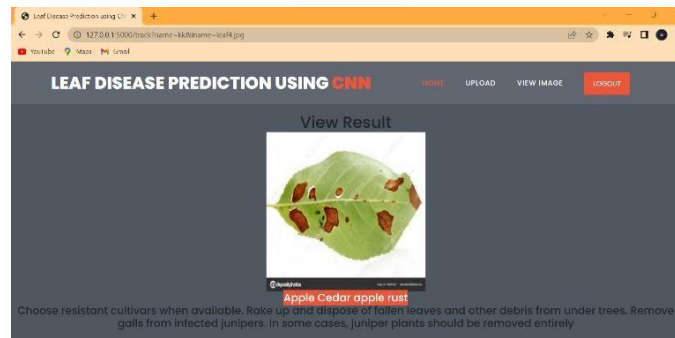 Leaf Disease Prediction using C
127.0.0.1:5000/track?name=kk&iname=leaf4.jpg
YouTube Maps Gmail
LEAF DISEASE PREDICTION USING CNN HOME UPLOAD VIEW IMAGE LOGOUT
View Result
depositphotos
Apple Cedar apple rust
Choose resistant cultivars when available. Rake up and dispose of fallen leaves and other debris from under trees. Remove
galls from infected junipers. In some cases, juniper plants should be removed entirely